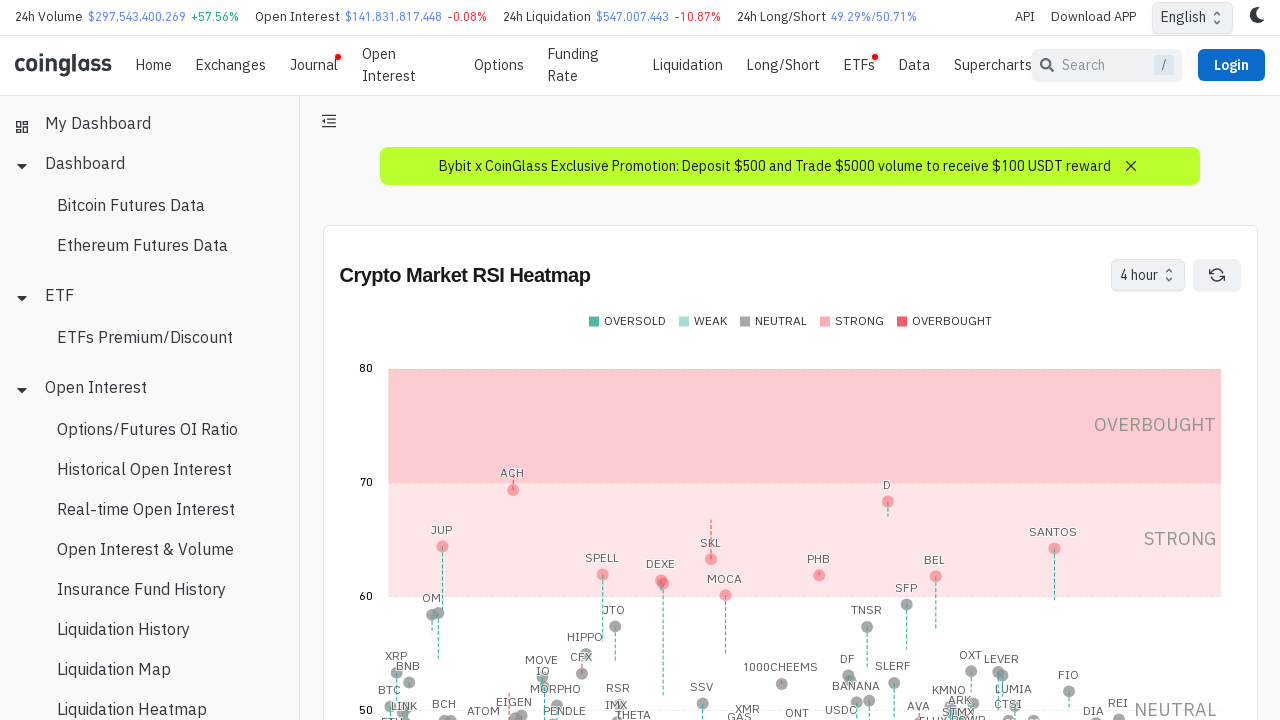 24h Volume $297,543,400,269 +57.56% Open Interest $141,831,817,448 -0.08% 24h Liquidation $547,007,443 -10.87% 24h Long/Short 49.29%/50.71% API Download APP English
coinglass Home Exchanges Journal Open Interest Options Funding Rate Liquidation Long/Short ETFs Data Supercharts Search / Login
My Dashboard
Dashboard
Bitcoin Futures Data
Ethereum Futures Data
ETF
ETFs Premium/Discount
Open Interest
Options/Futures OI Ratio
Historical Open Interest
Real-time Open Interest
Open Interest & Volume
Insurance Fund History
Liquidation History
Liquidation Map
Liquidation Heatmap
Bybit x CoinGlass Exclusive Promotion: Deposit $500 and Trade $5000 volume to receive $100 USDT reward
Crypto Market RSI Heatmap 4 hour
OVERSOLD WEAK NEUTRAL STRONG OVERBOUGHT
80
OVERBOUGHT
ACH
70
D
JUP
SANTOS
STRONG
SKL
SPELL
PHB
BEL
DEXE
MOCA
SFP
60
OM
JTO
TNSR
HIPPO
XRP
CFX
OXT
MOVE
DF
LEVER
BNB
1000CHEEMS
SLERF
IO
FIO
BTC
MORPHO
RSR
SSV
BANANA
KMNO
LUMIA
LINK
BCH
EIGEN
IMX
ARK
CTSI
REI
50
ATOM
PENDLE
THETA
XMR
GAS
ONT
USDC
AVA
STMX
DIA
NEUTRAL